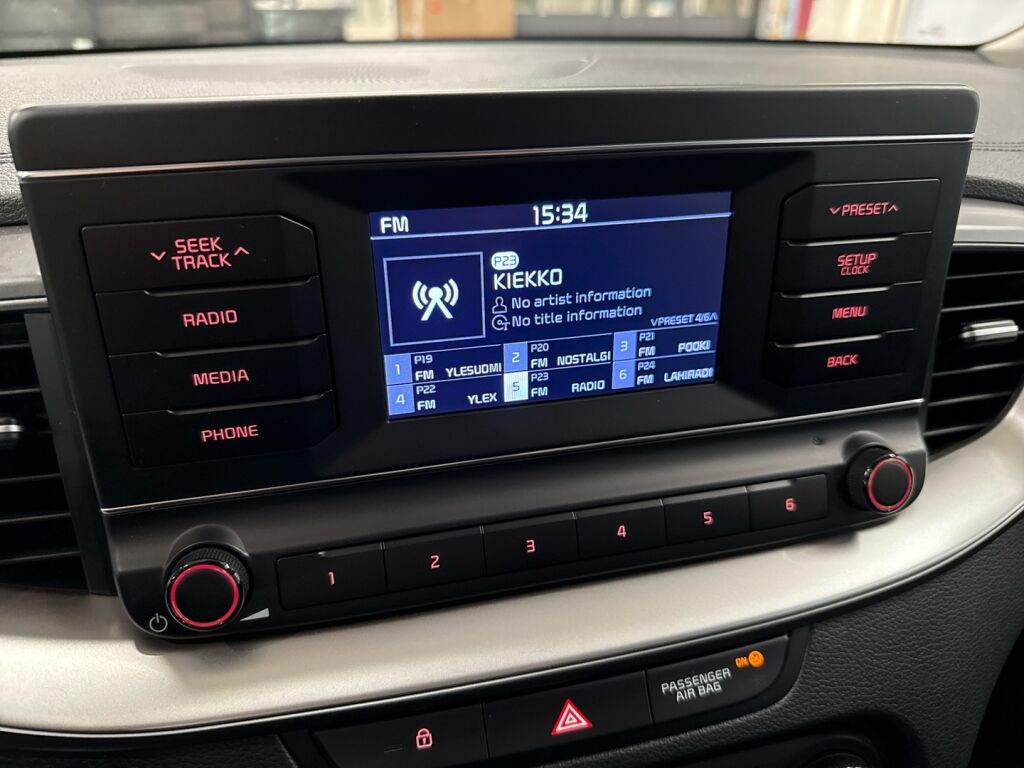 FM 15:34
P23
KIEKKO
No artist information
No title information
PRESET 4/6
1 P19 FM YLESUOMI
2 P20 FM NOSTALGI
3 P21 FM POOKI
4 P22 FM YLEX
5 P23 FM RADIO
6 P24 FM LAHIRADI
SEEK
TRACK
RADIO
MEDIA
PHONE
PRESET
SETUP
CLOCK
MENU
BACK
1 2 3 4 5 6
PASSENGER
AIR BAG
ON